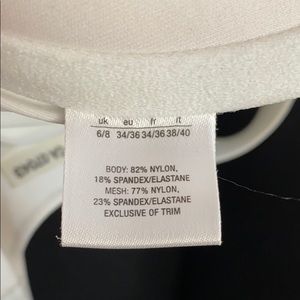 uk eu fr it
6/8 34/36 34/36 38/40
BODY: 82% NYLON,
18% SPANDEX/ELASTANE
MESH: 77% NYLON,
23% SPANDEX/ELASTANE
EXCLUSIVE OF TRIM